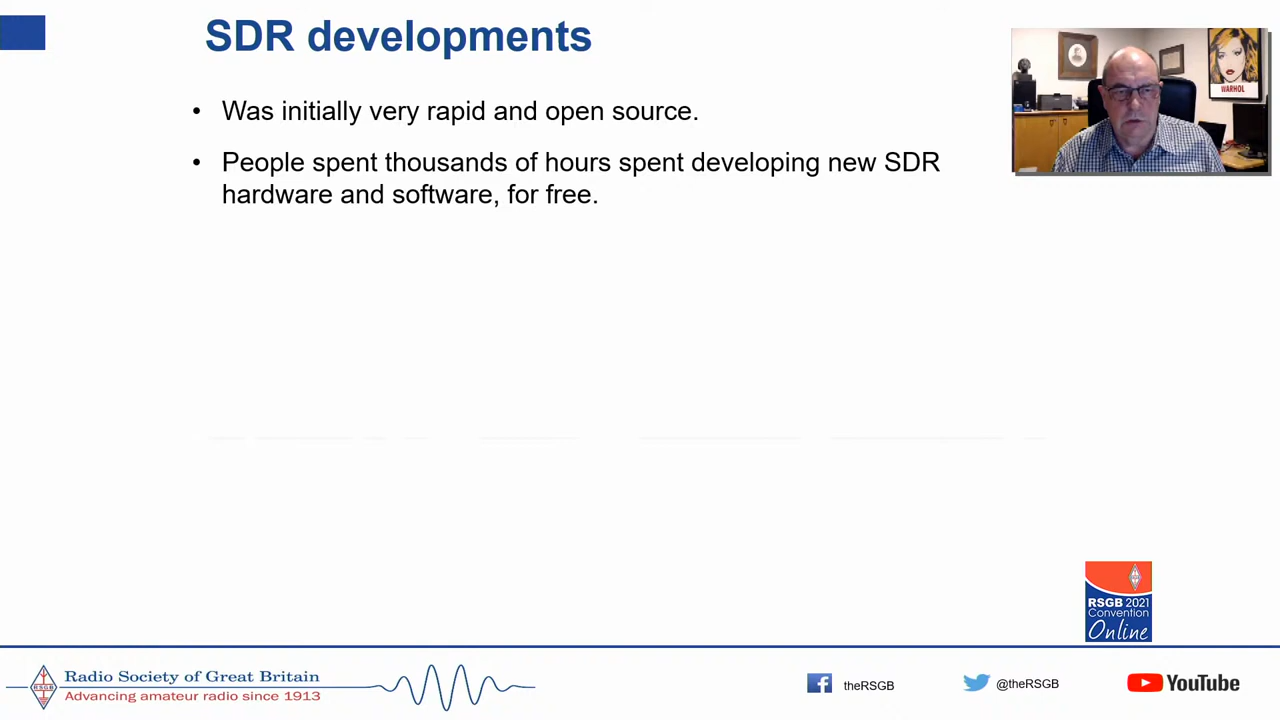 SDR developments
WARHOL
• Was initially very rapid and open source.
• People spent thousands of hours spent developing new SDR
hardware and software, for free.
RSGB 2021
Convention
Online
RSGB
Radio Society of Great Britain
Advancing amateur radio since 1913
theRSGB
@theRSGB
YouTube